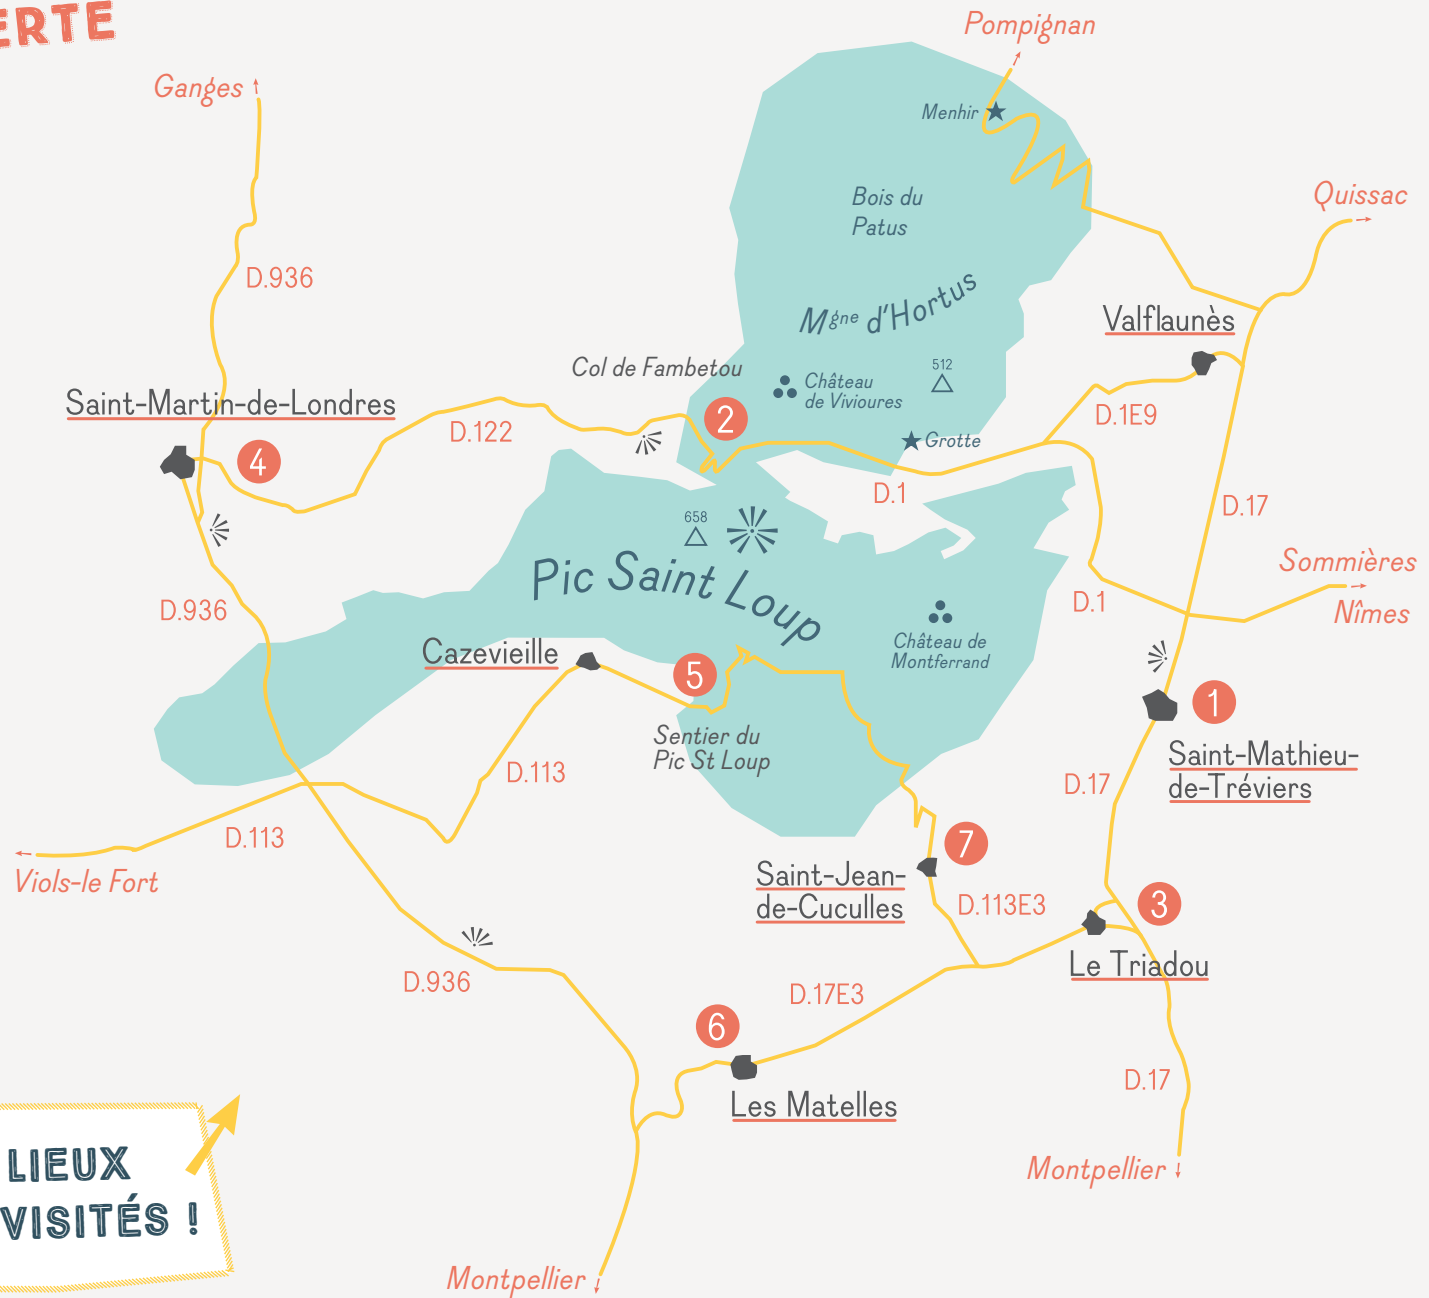 Pompignan
Ganges
Menhir
Quissac
Bois du
Patus
D.936
Mgne d'Hortus
Valflaunès
Col de Fambetou
512
Château
de Vivioures
Saint-Martin-de-Londres
2
D.1E9
D.122
Grotte
4
D.1
D.17
658
Pic Saint Loup
Sommières
Nîmes
D.1
D.936
Château de
Montferrand
Cazevieille
5
1
Sentier du
Pic St Loup
Saint-Mathieu-
de-Tréviers
D.113
D.17
D.113
7
Viols-le Fort
Saint-Jean-
de-Cuculles
D.113E3
3
Le Triadou
D.936
D.17E3
6
D.17
Les Matelles
LIEUX
VISITÉS !
Montpellier
Montpellier